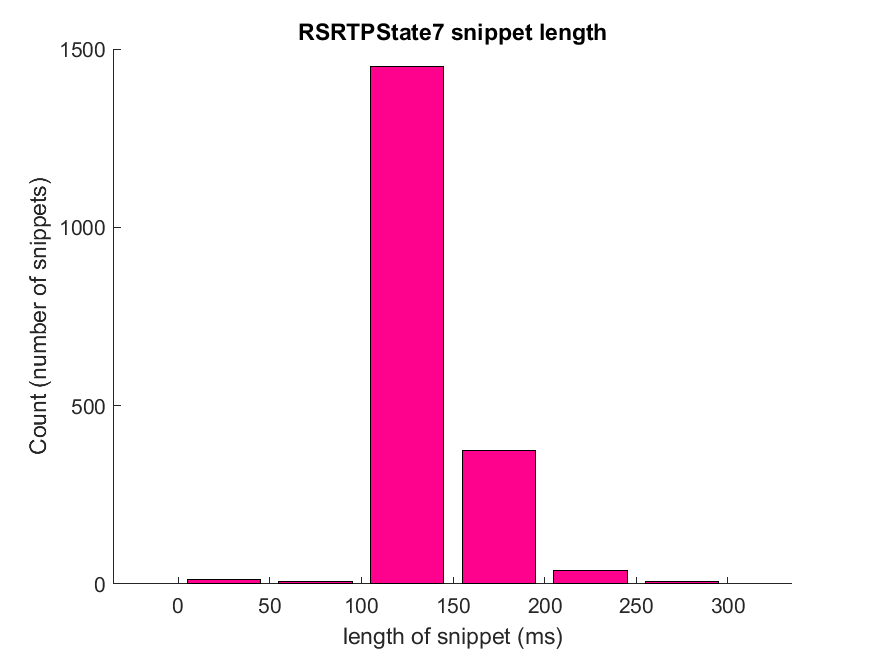 RSRTPState7 snippet length
1500
1000
500
0
Count (number of snippets)
0 50 100 150 200 250 300
length of snippet (ms)